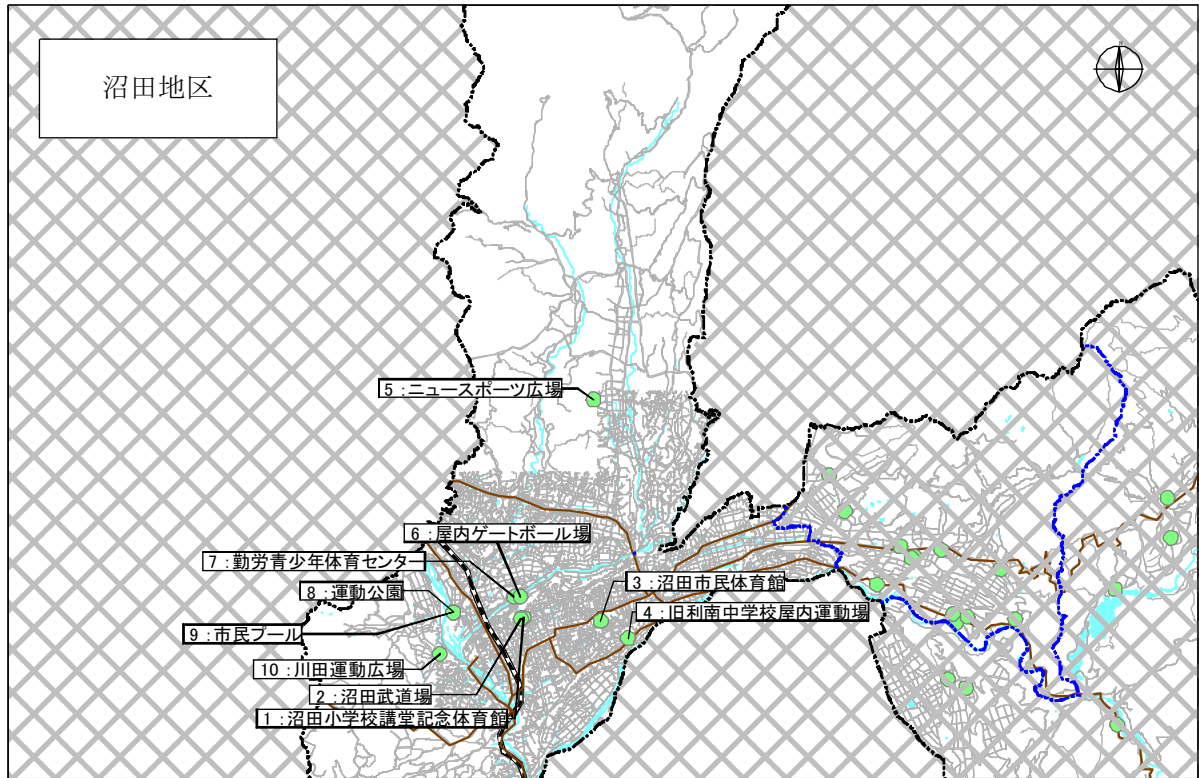 沼田地区
N
5：ニュースポーツ広場
6：屋内ゲートボール場
7：勤労青少年体育センター
3：沼田市民体育館
8：運動公園
4：旧利南中学校屋内運動場
9：市民プール
10：川田運動広場
2：沼田武道場
1：沼田小学校講堂記念体育館